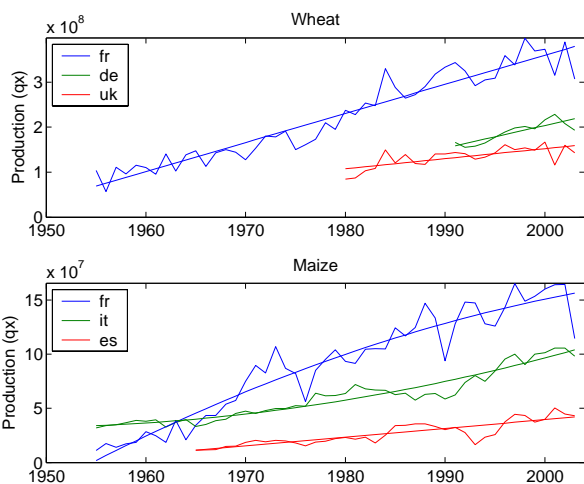 Wheat
x 10^8
fr
de
uk
Production (qx)
3
2
1
0
1950 1960 1970 1980 1990 2000
Maize
x 10^7
fr
it
es
Production (qx)
15
10
5
0
1950 1960 1970 1980 1990 2000